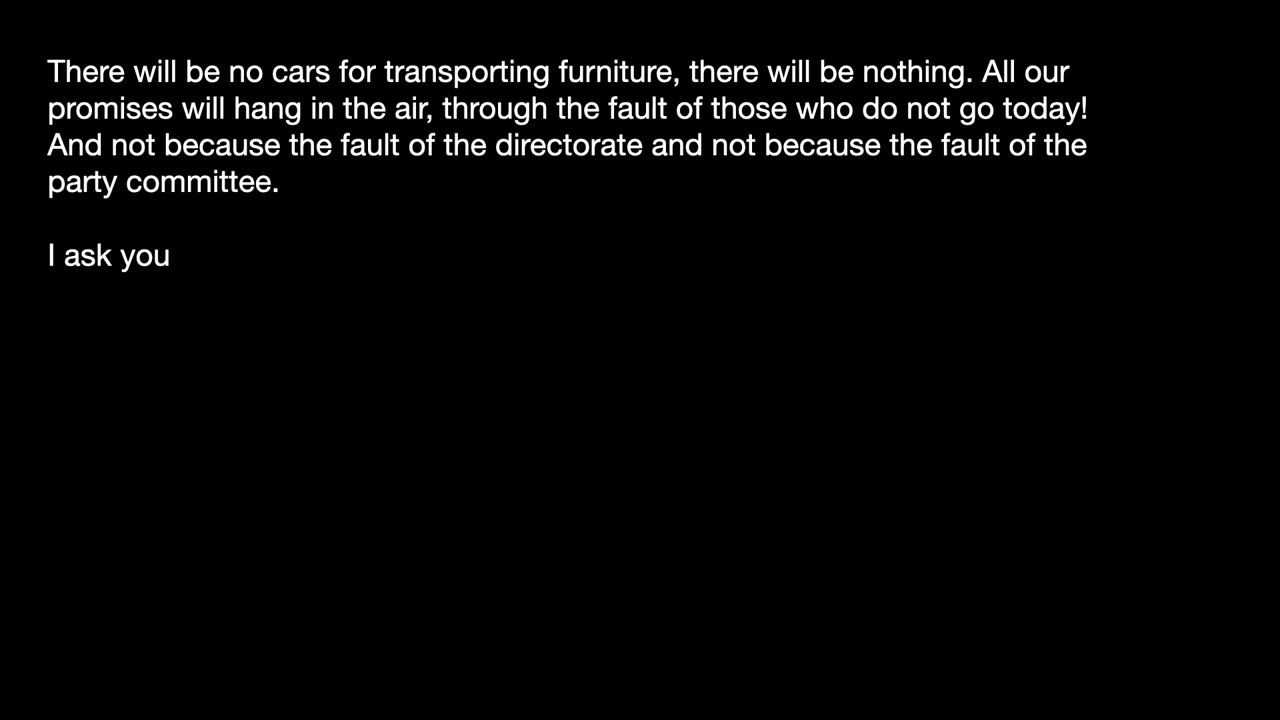 There will be no cars for transporting furniture, there will be nothing. All our
promises will hang in the air, through the fault of those who do not go today!
And not because the fault of the directorate and not because the fault of the
party committee.
I ask you